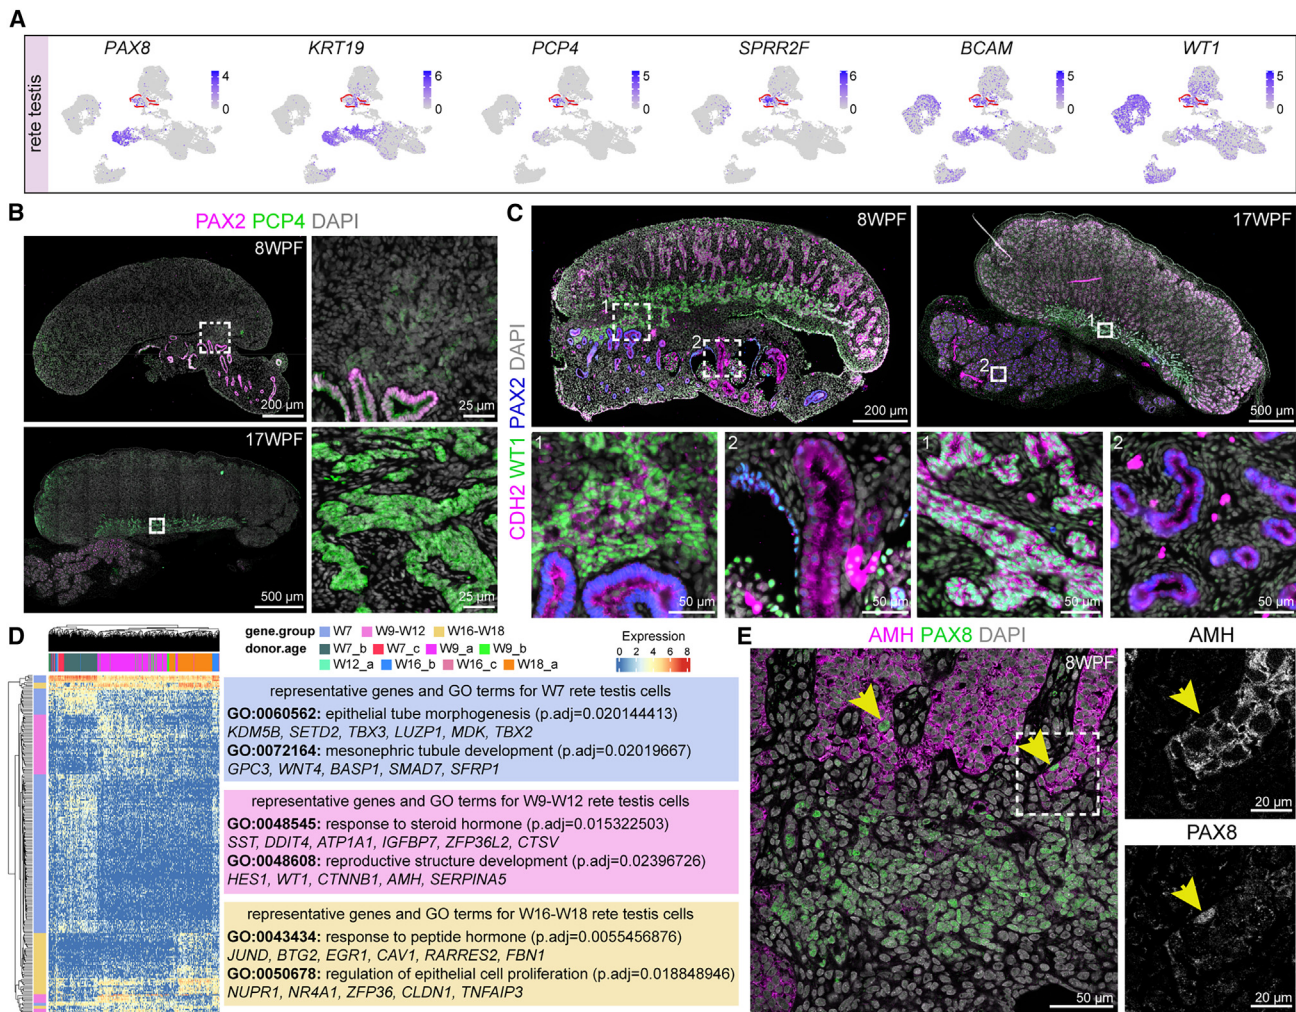 A
PAX8 KRT19 PCP4 SPRR2F BCAM WT1
rete testis
4 6 5 6 5 6
0 0 0 0 0 0
B
PAX2 PCP4 DAPI
8WPF
200 µm
25 µm
17WPF
500 µm
25 µm
C
CDH2 WT1 PAX2 DAPI
8WPF
1
2
200 µm
17WPF
1
2
500 µm
1
50 µm
2
50 µm
1
50 µm
2
50 µm
D
gene.group W7 W9-W12 W16-W18
donor.age W7_b W7_c W9_a W9_b
W12_a W16_b W16_c W18_a
Expression
0 2 4 6 8
representative genes and GO terms for W7 rete testis cells
GO:0060562: epithelial tube morphogenesis (p.adj=0.020144413)
KDM5B, SETD2, TBX3, LUZP1, MDK, TBX2
GO:0072164: mesonephric tubule development (p.adj=0.02019667)
GPC3, WNT4, BASP1, SMAD7, SFRP1
representative genes and GO terms for W9-W12 rete testis cells
GO:0048545: response to steroid hormone (p.adj=0.015322503)
SST, DDIT4, ATP1A1, IGFBP7, ZFP36L2, CTSV
GO:0048608: reproductive structure development (p.adj=0.02396726)
HES1, WT1, CTNNB1, AMH, SERPINA5
representative genes and GO terms for W16-W18 rete testis cells
GO:0043434: response to peptide hormone (p.adj=0.0055456876)
JUND, BTG2, EGR1, CAV1, RARRES2, FBN1
GO:0050678: regulation of epithelial cell proliferation (p.adj=0.018848946)
NUPR1, NR4A1, ZFP36, CLDN1, TNFAIP3
E
AMH PAX8 DAPI
8WPF
50 µm
AMH
20 µm
PAX8
20 µm